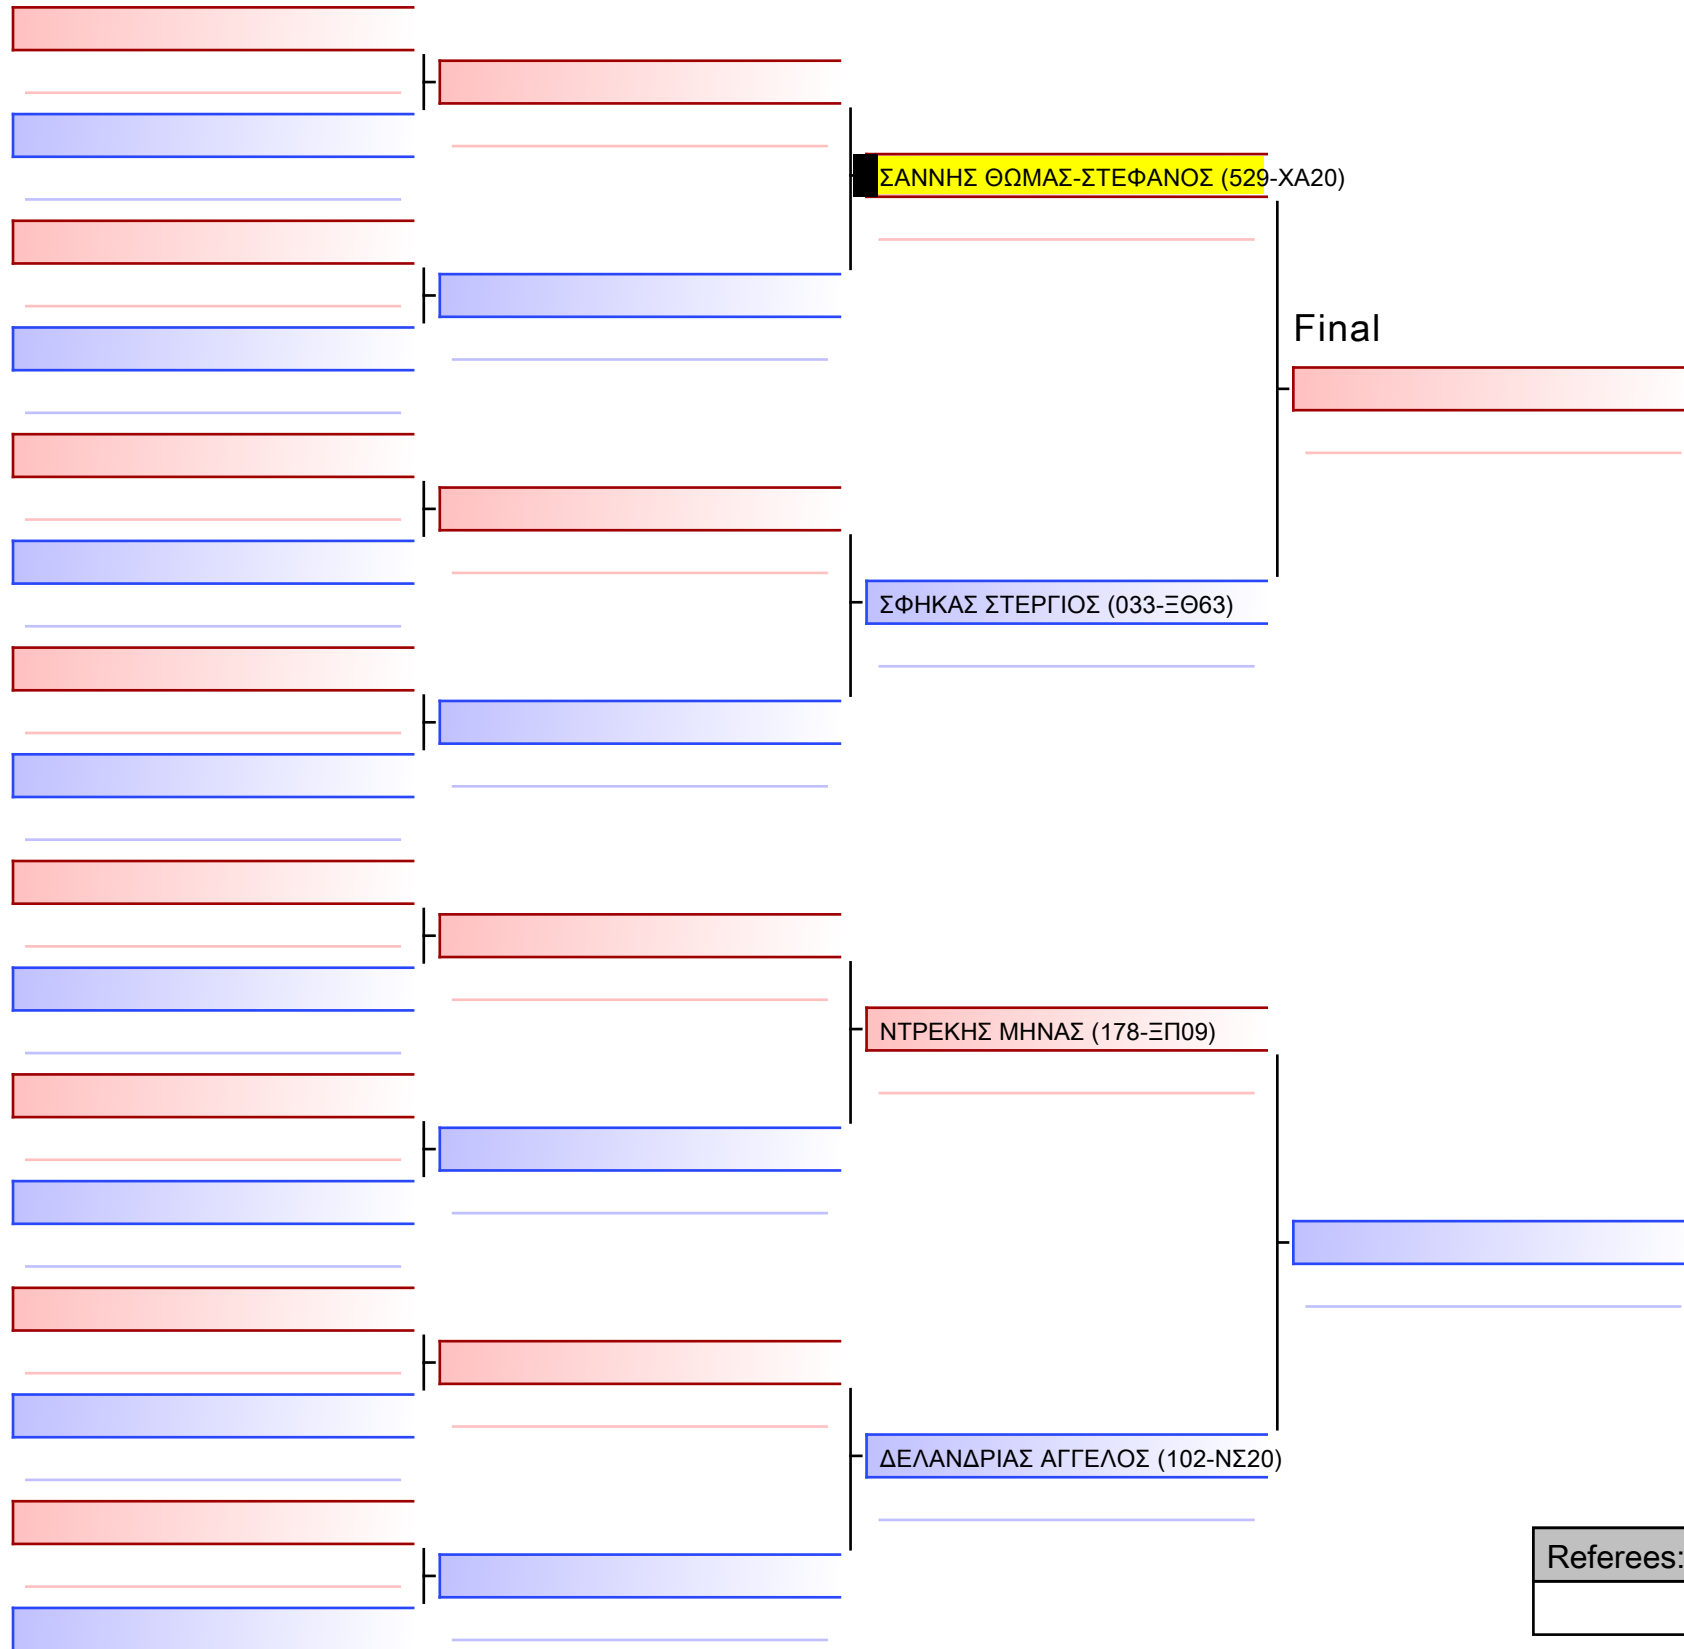 ΣΑΝΝΗΣ ΘΩΜΑΣ-ΣΤΕΦΑΝΟΣ (529-ΧΑ20)
Final
ΣΦΗΚΑΣ ΣΤΕΡΓΙΟΣ (033-ΞΘ63)
ΝΤΡΕΚΗΣ ΜΗΝΑΣ (178-ΞΠ09)
ΔΕΛΑΝΔΡΙΑΣ ΑΓΓΕΛΟΣ (102-ΝΣ20)
Referees: